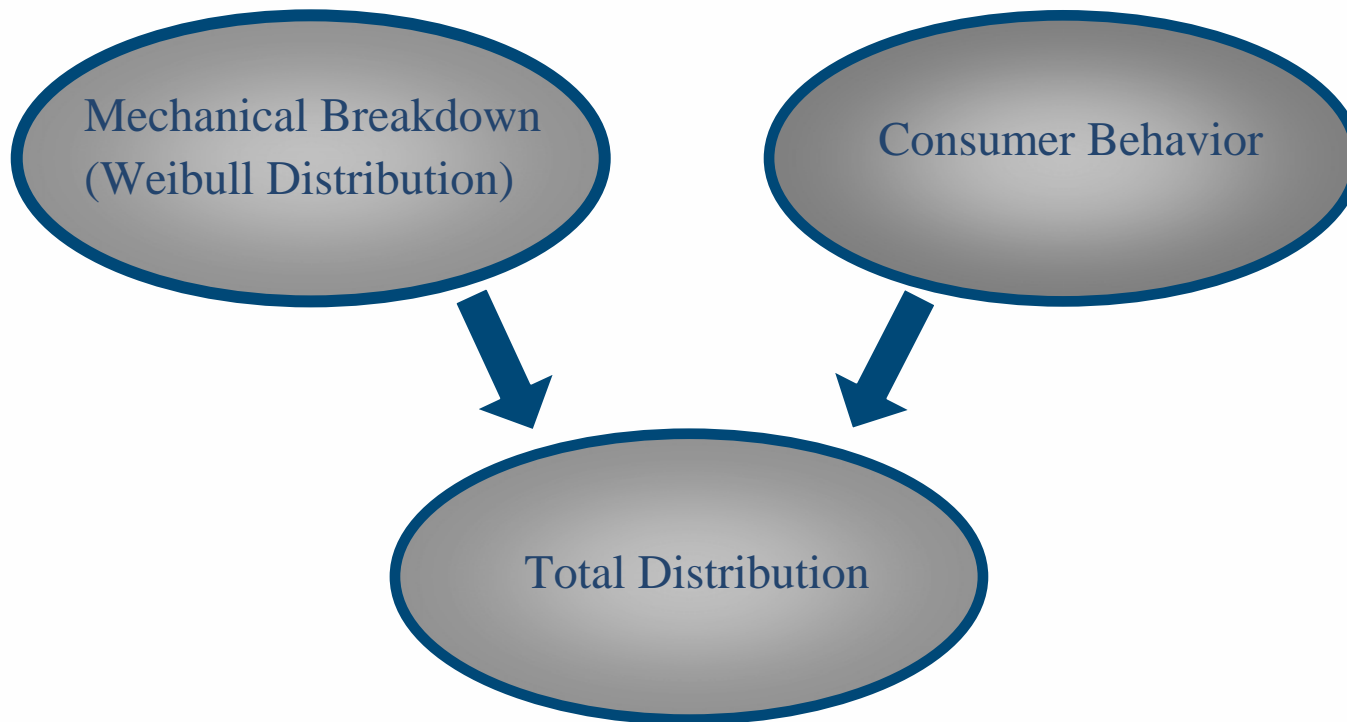 Mechanical Breakdown
(Weibull Distribution)
Consumer Behavior
Total Distribution